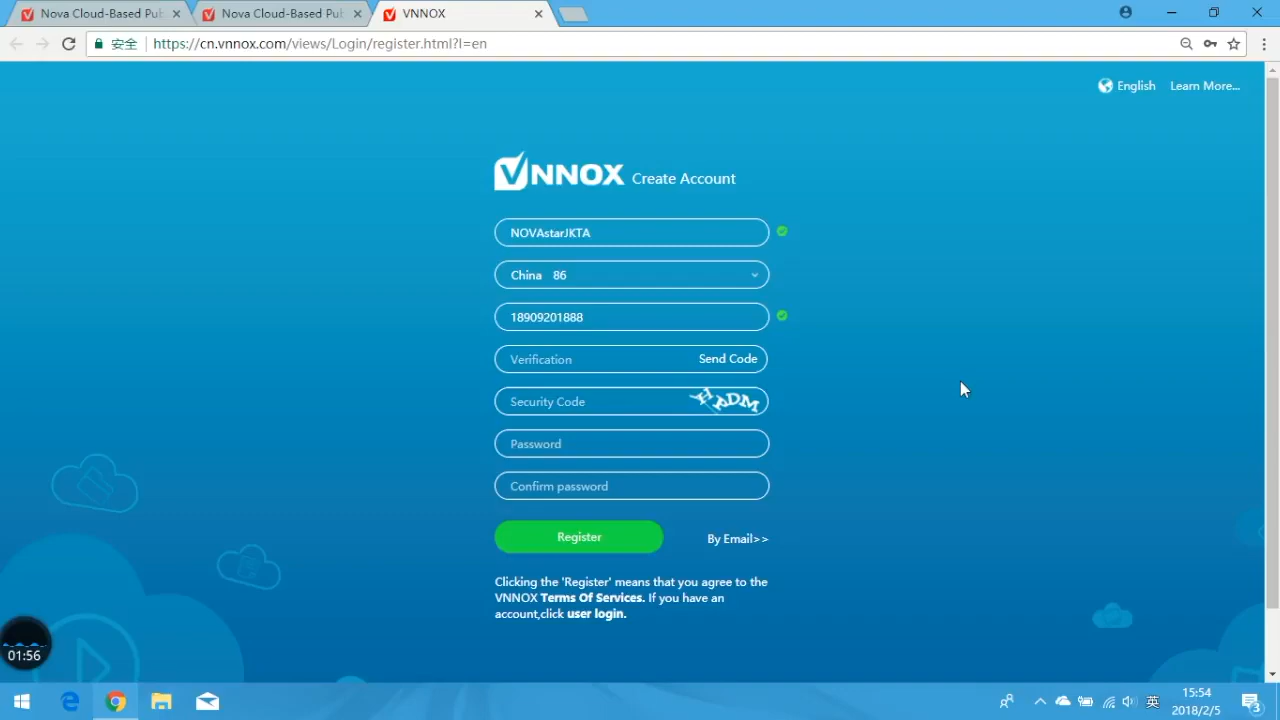 Nova Cloud-Based Pub
Nova Cloud-Based Pub
VNNOX
安全
https://cn.vnnox.com/views/Login/register.html?l=en
English Learn More...
VNNOX Create Account
NOVAstarJKTA
China 86
18909201888
Verification Send Code
Security Code
Password
Confirm password
Register By Email>>
Clicking the 'Register' means that you agree to the
VNNOX Terms Of Services. If you have an
account,click user login.
01:56
英
15:54
2018/2/5
3